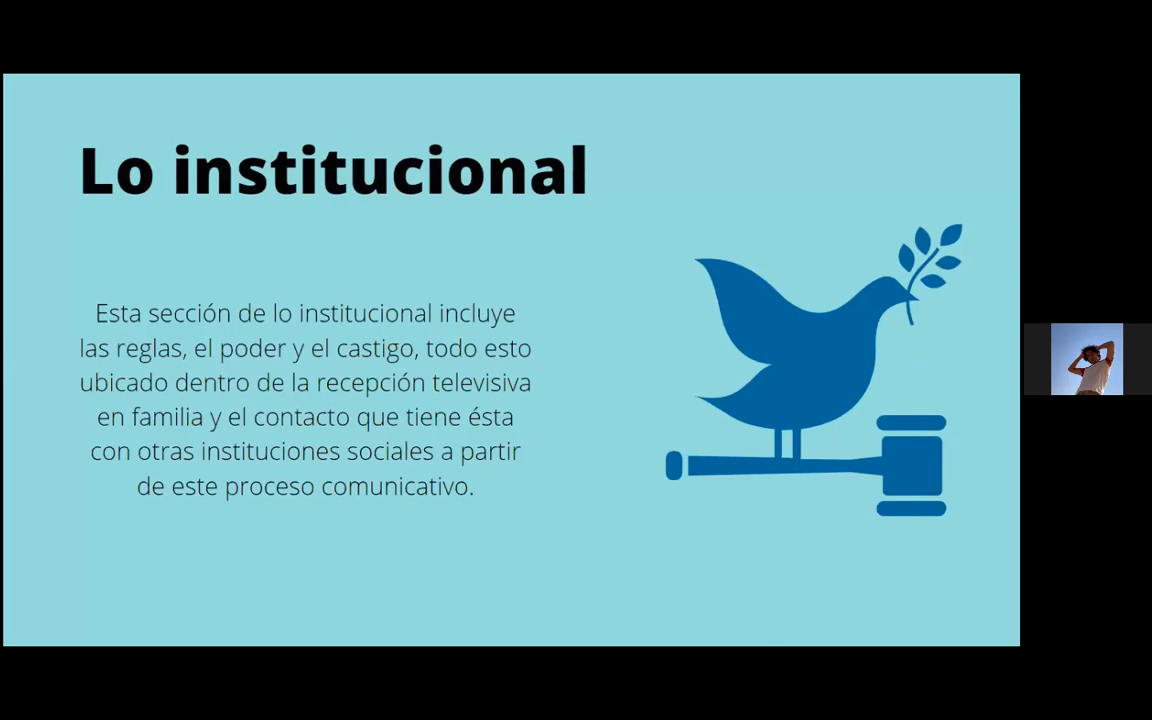 Lo institucional
Esta sección de lo institucional incluye
las reglas, el poder y el castigo, todo esto
ubicado dentro de la recepción televisiva
en familia y el contacto que tiene ésta
con otras instituciones sociales a partir
de este proceso comunicativo.